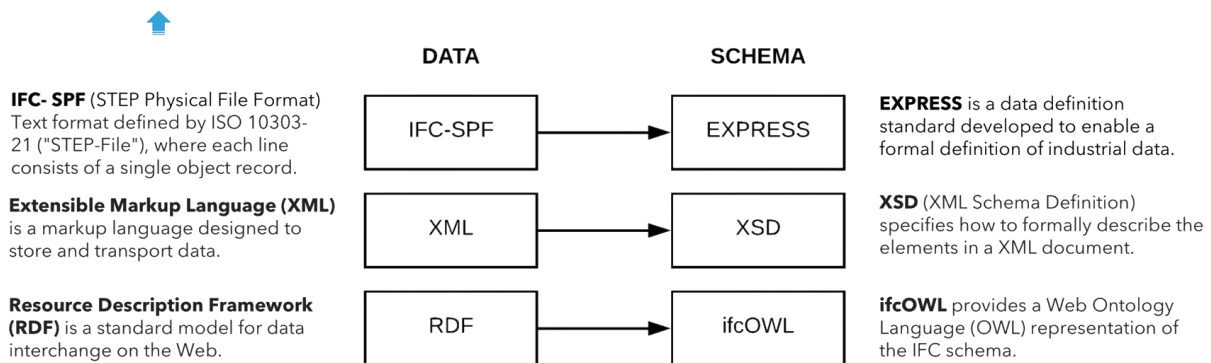 DATA
SCHEMA
IFC- SPF (STEP Physical File Format)
Text format defined by ISO 10303-
21 ("STEP-File"), where each line
consists of a single object record.
IFC-SPF
EXPRESS
EXPRESS is a data definition
standard developed to enable a
formal definition of industrial data.
Extensible Markup Language (XML)
is a markup language designed to
store and transport data.
XML
XSD
XSD (XML Schema Definition)
specifies how to formally describe the
elements in a XML document.
Resource Description Framework
(RDF) is a standard model for data
interchange on the Web.
RDF
ifcOWL
ifcOWL provides a Web Ontology
Language (OWL) representation of
the IFC schema.